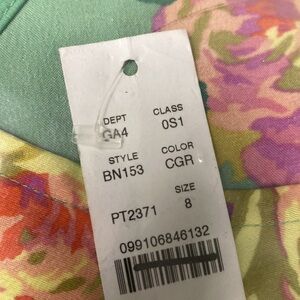 DEPT CLASS
GA4 0S1
STYLE COLOR
BN153 CGR
SIZE
PT2371 8
099106846132